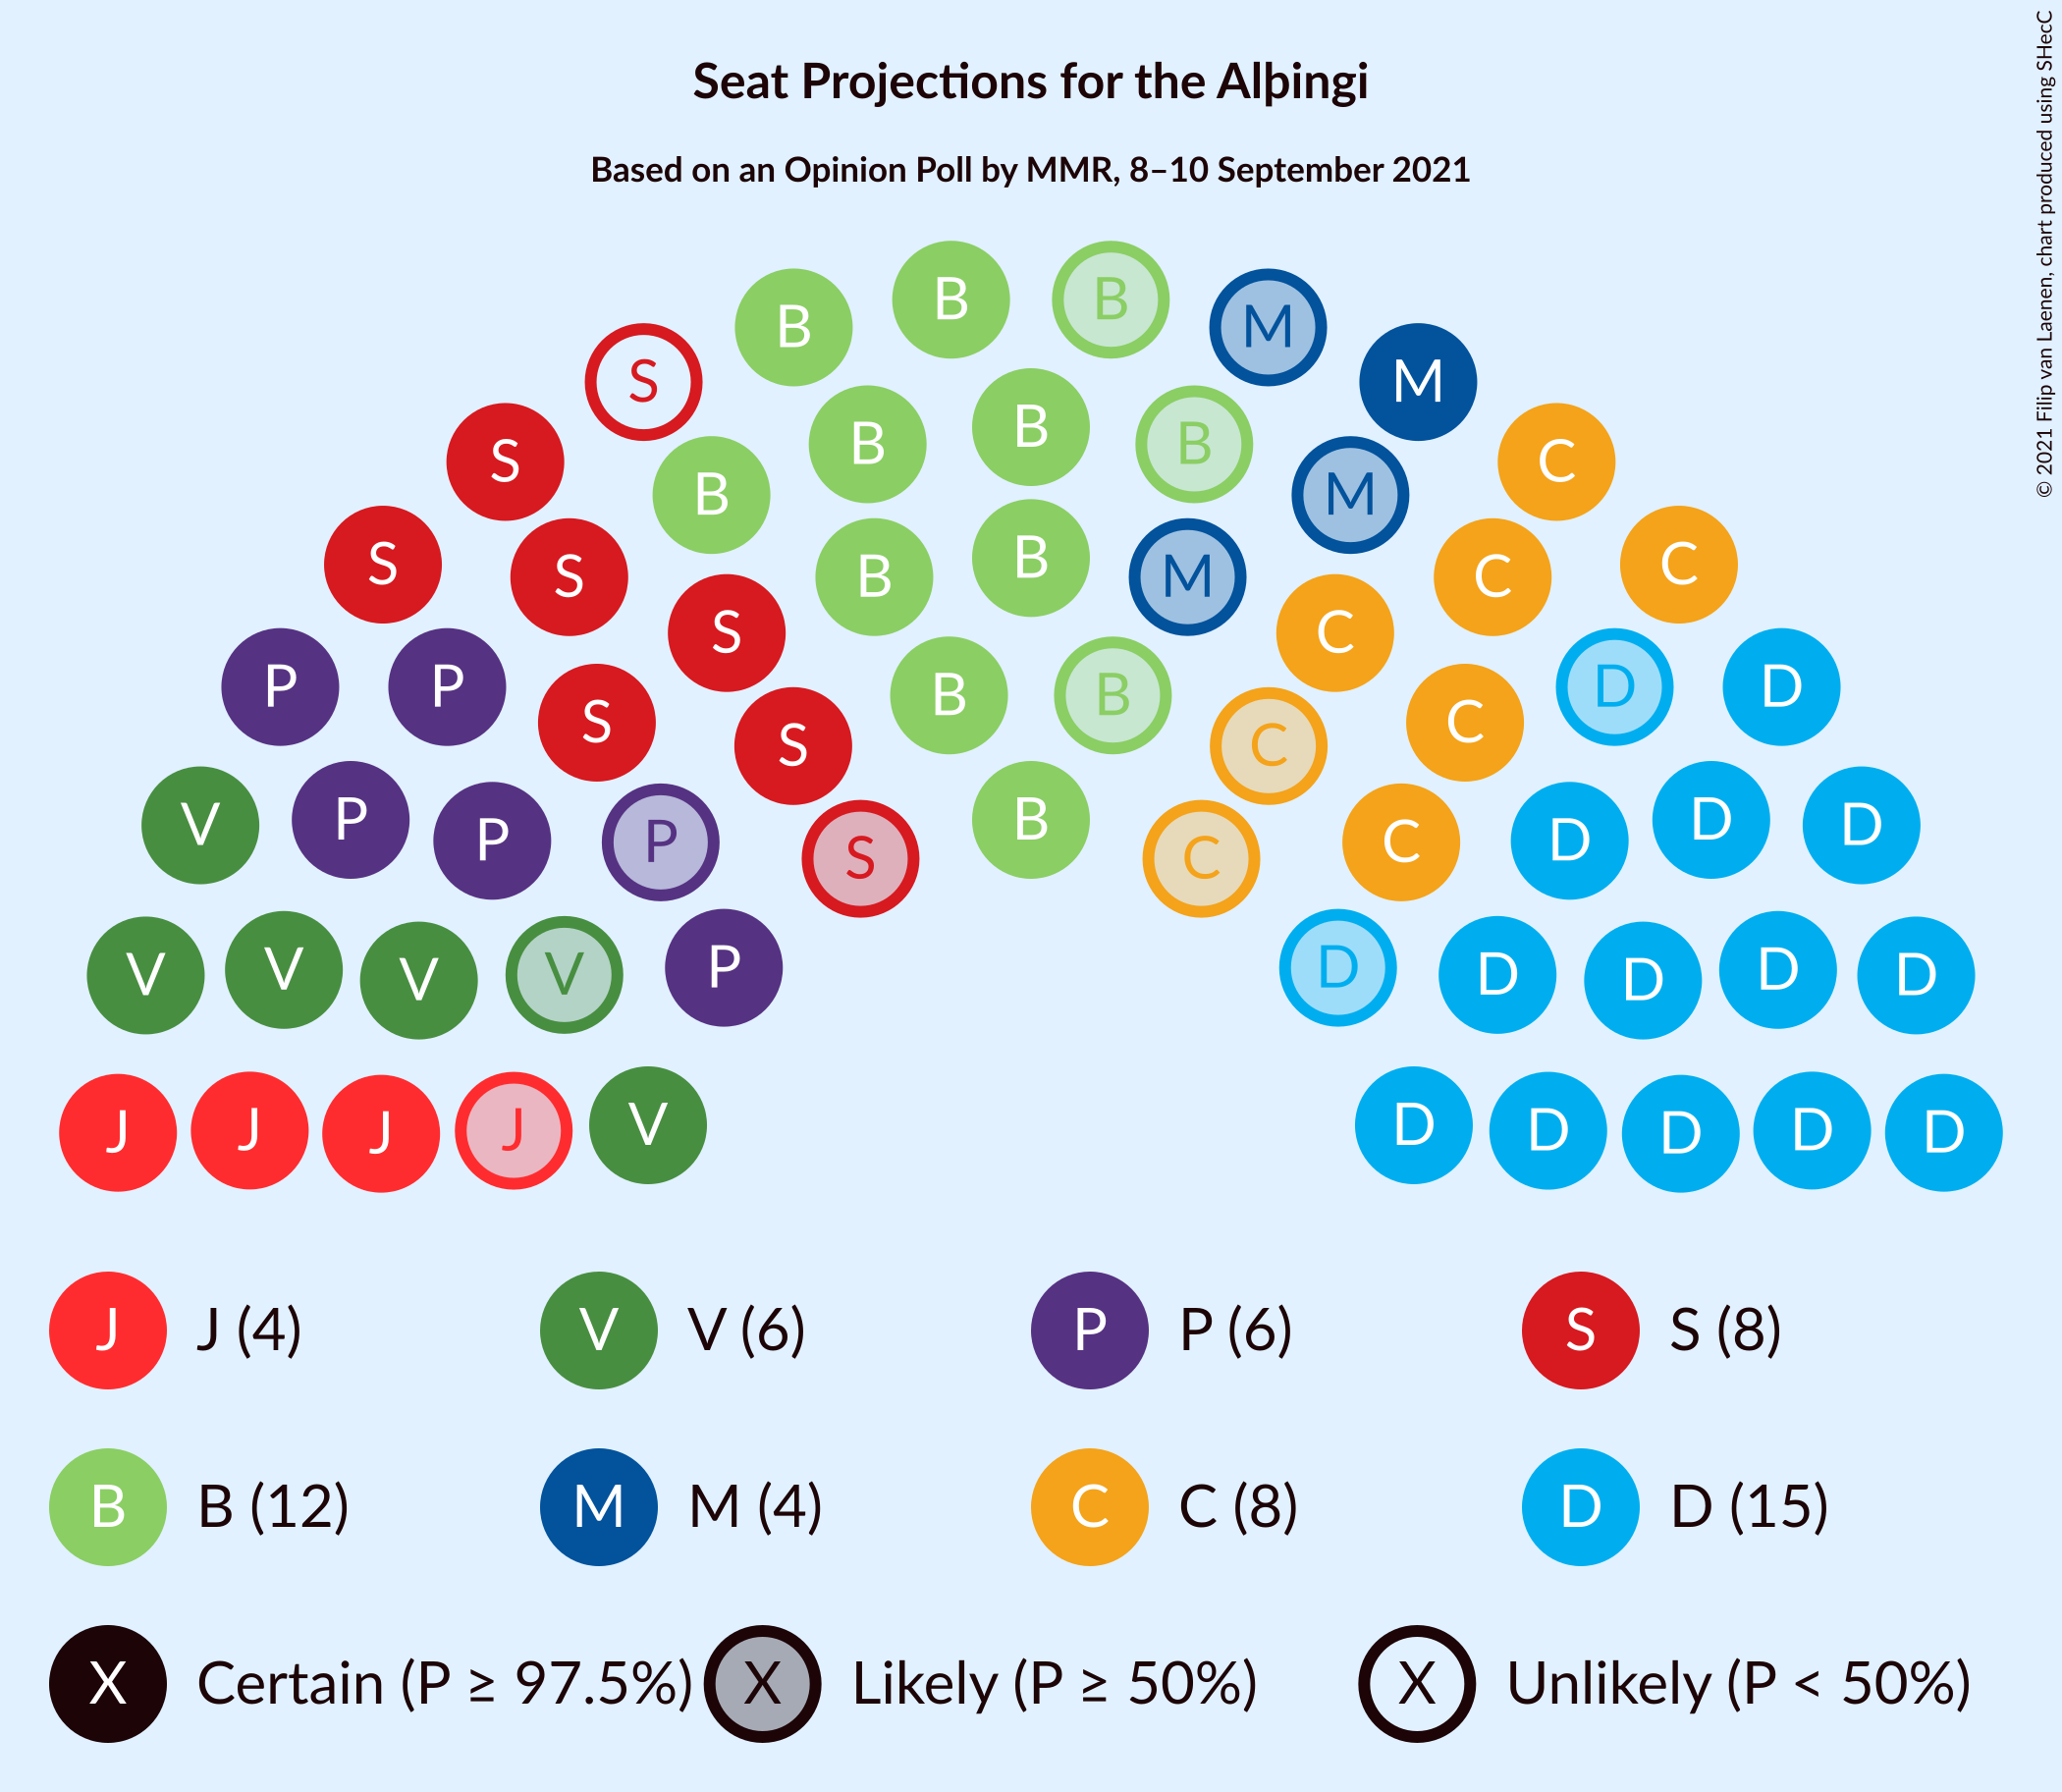 © 2021 Filip van Laenen, chart produced using SHecC
Seat Projections for the Alþingi
Based on an Opinion Poll by MMR, 8–10 September 2021
B B
B M
S M
B
B B
S C
B M
S B C
S B M C
S C
P P D D
B B
S C
S C
V P B D D
P P C D
S C
V V V V P D D D D D
J J J J V D D D D D
J J (4) V V (6) P P (6) S S (8)
B B (12) M M (4) C C (8) D D (15)
X Certain (P ≥ 97.5%) X Likely (P ≥ 50%) X Unlikely (P < 50%)